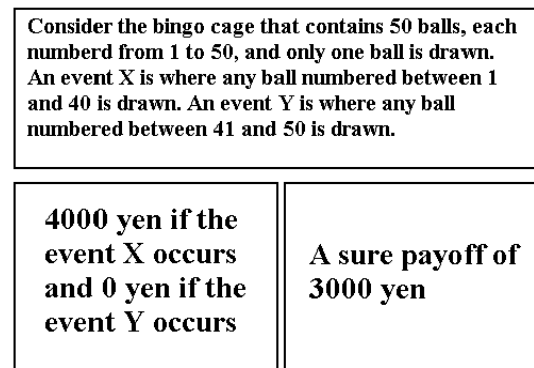 Consider the bingo cage that contains 50 balls, each
numberd from 1 to 50, and only one ball is drawn.
An event X is where any ball numbered between 1
and 40 is drawn. An event Y is where any ball
numbered between 41 and 50 is drawn.
4000 yen if the
event X occurs
and 0 yen if the
event Y occurs
A sure payoff of
3000 yen